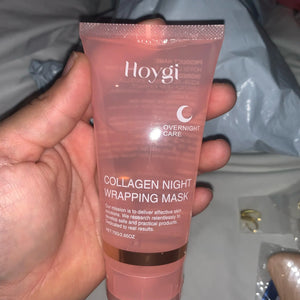 Hoygi
OVERNIGHT
CARE
COLLAGEN NIGHT
WRAPPING MASK
Our mission is to deliver effective skin
solutions. We research relentlessly to
develop safe and practical products
dedicated to real results.